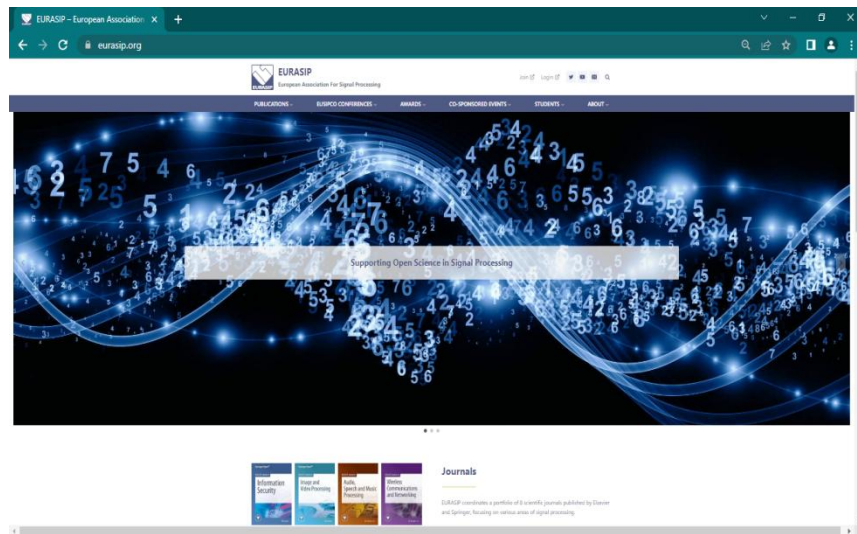 EURASIP – European Association
eurasip.org
EURASIP
European Association For Signal Processing
Join Login
PUBLICATIONS EUSIPCO CONFERENCES AWARDS CO-SPONSORED EVENTS STUDENTS ABOUT
Supporting Open Science in Signal Processing
Information
Security
Image and
Video Processing
Audio,
Speech and Music
Processing
Wireless
Communications
and Networking
Journals
EURASIP coordinates a portfolio of 8 scientific journals published by Elsevier
and Springer, focusing on various areas of signal processing.